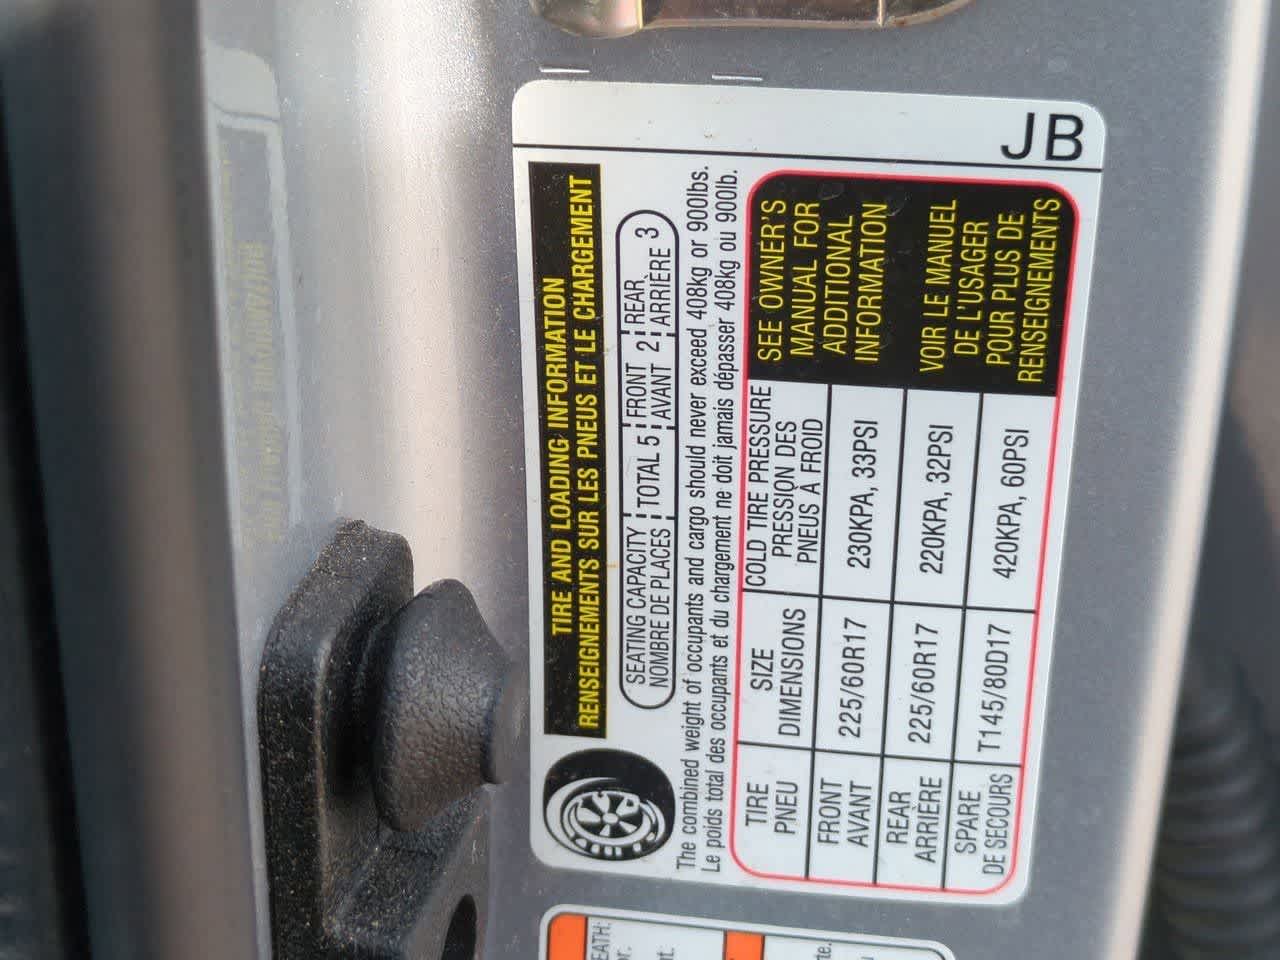 JB
TIRE AND LOADING INFORMATION
RENSEIGNEMENTS SUR LES PNEUS ET LE CHARGEMENT
SEATING CAPACITY TOTAL 5 FRONT 2 REAR 3
NOMBRE DE PLACES AVANT ARRIÈRE
The combined weight of occupants and cargo should never exceed 408kg or 900lbs.
Le poids total des occupants et du chargement ne doit jamais dépasser 408kg ou 900lb.
TIRE SIZE COLD TIRE PRESSURE
PNEU DIMENSIONS PRESSION DES
PNEUS À FROID
FRONT
AVANT 225/60R17 230KPA, 33PSI
REAR
ARRIÈRE 225/60R17 220KPA, 32PSI
SPARE
DE SECOURS T145/80D17 420KPA, 60PSI
SEE OWNER'S
MANUAL FOR
ADDITIONAL
INFORMATION
VOIR LE MANUEL
DE L'USAGER
POUR PLUS DE
RENSEIGNEMENTS